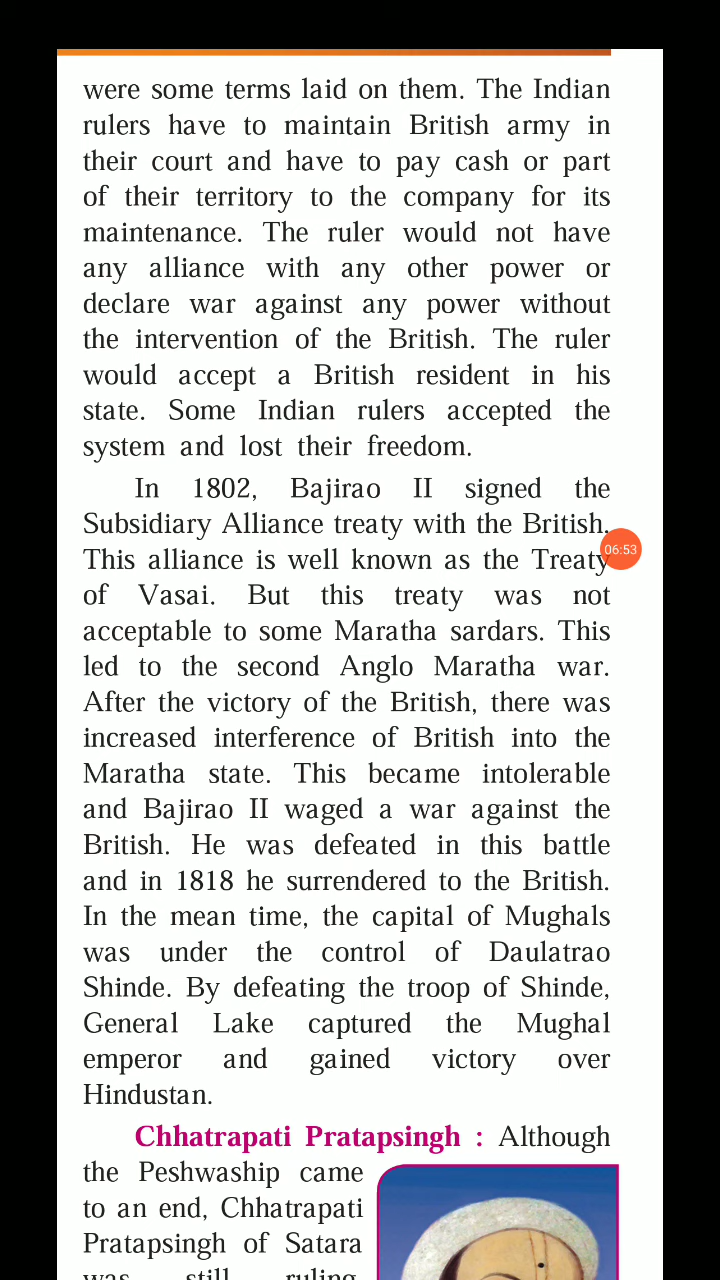 were some terms laid on them. The Indian
rulers have to maintain British army in
their court and have to pay cash or part
of their territory to the company for its
maintenance. The ruler would not have
any alliance with any other power or
declare war against any power without
the intervention of the British. The ruler
would accept a British resident in his
state. Some Indian rulers accepted the
system and lost their freedom.
In 1802, Bajirao II signed the
Subsidiary Alliance treaty with the British.
This alliance is well known as the Treaty
06:53
of Vasai. But this treaty was not
acceptable to some Maratha sardars. This
led to the second Anglo Maratha war.
After the victory of the British, there was
increased interference of British into the
Maratha state. This became intolerable
and Bajirao II waged a war against the
British. He was defeated in this battle
and in 1818 he surrendered to the British.
In the mean time, the capital of Mughals
was under the control of Daulatrao
Shinde. By defeating the troop of Shinde,
General Lake captured the Mughal
emperor and gained victory over
Hindustan.
Chhatrapati Pratapsingh : Although
the Peshwaship came
to an end, Chhatrapati
Pratapsingh of Satara
was still ruling.